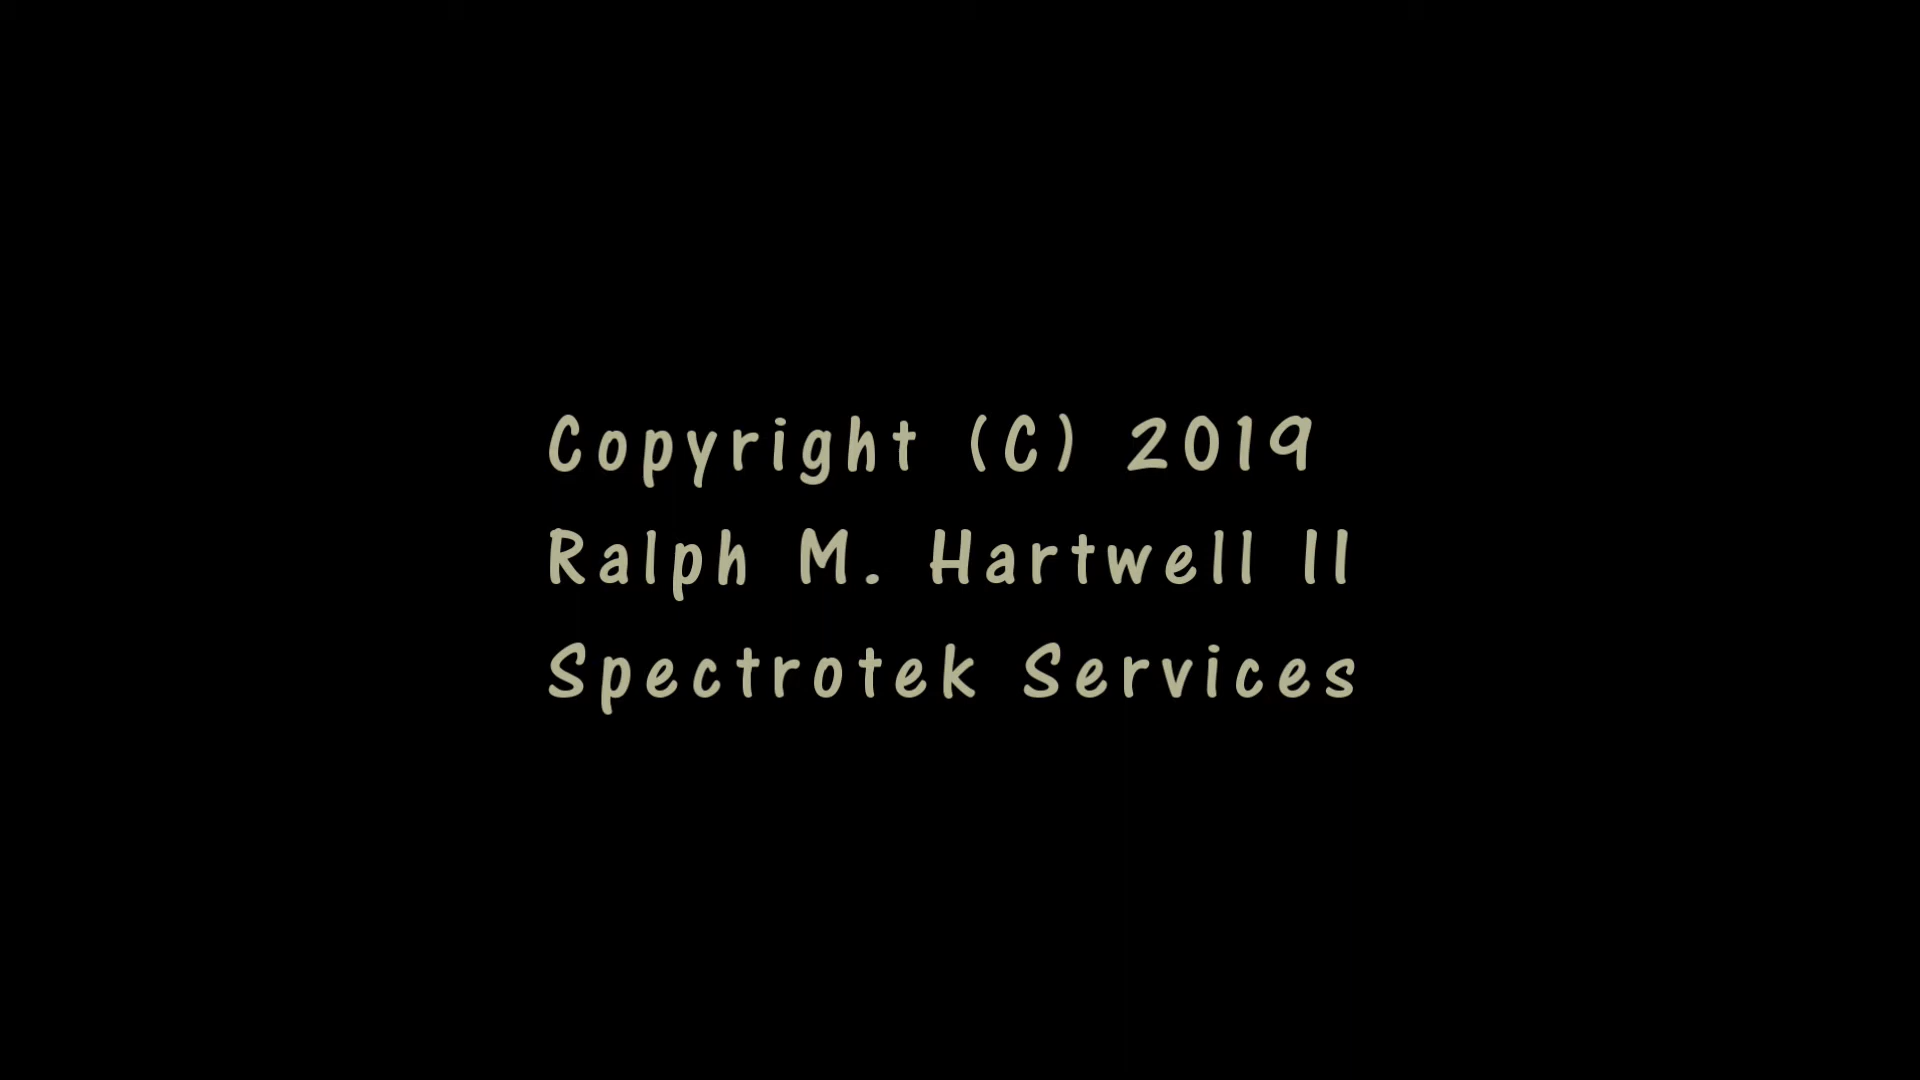 Copyright (C) 2019
Ralph M. Hartwell II
Spectrotek Services